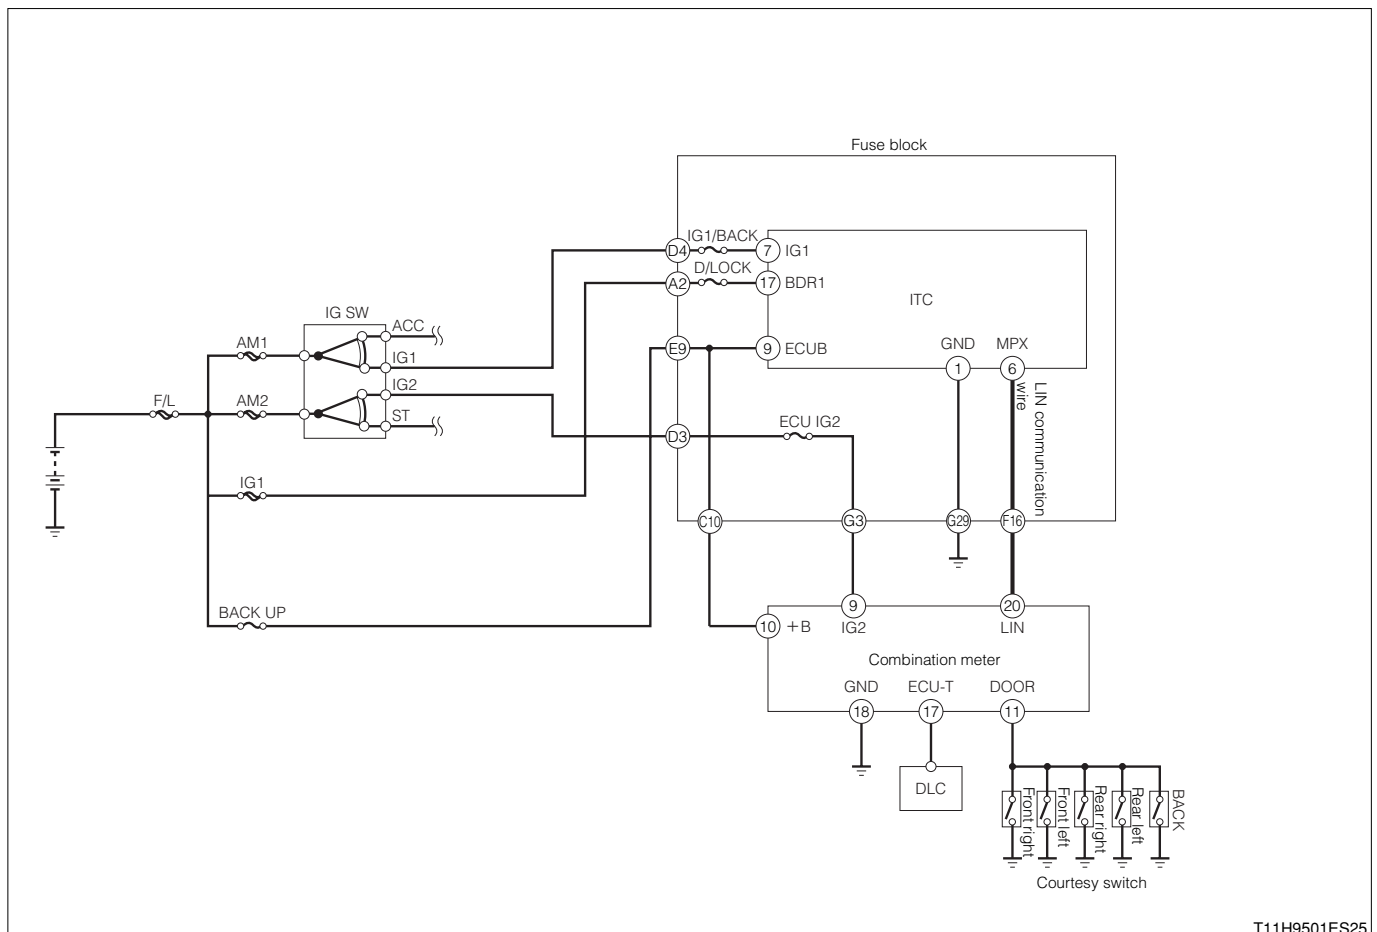 Fuse block
D4
IG1/BACK
7
IG1
A2
D/LOCK
17
BDR1
ITC
IG SW
ACC
AM1
IG1
E9
9
ECUB
GND
MPX
1
6
IG2
F/L
AM2
ST
LIN communication
wire
D3
ECU IG2
IG1
C10
G3
G29
F16
BACK UP
9
20
10
+B
IG2
LIN
Combination meter
GND
ECU-T
DOOR
18
17
11
DLC
Front right
Front left
Rear right
Rear left
BACK
Courtesy switch
T11H9501ES25